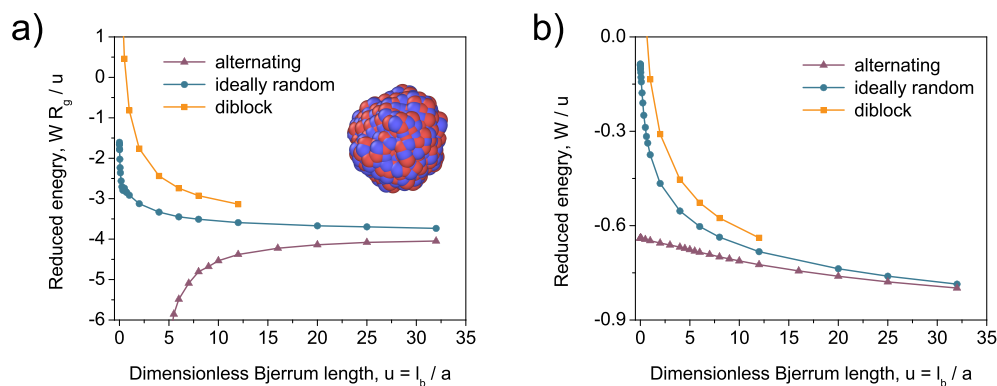 a)
Reduced enegry, W R_g / u
1
0
-1
-2
-3
-4
-5
-6
alternating
ideally random
diblock
0 5 10 15 20 25 30 35
Dimensionless Bjerrum length, u = l_b / a
b)
Reduced energy, W / u
0.0
-0.3
-0.6
-0.9
alternating
ideally random
diblock
0 5 10 15 20 25 30 35
Dimensionless Bjerrum length, u = l_b / a